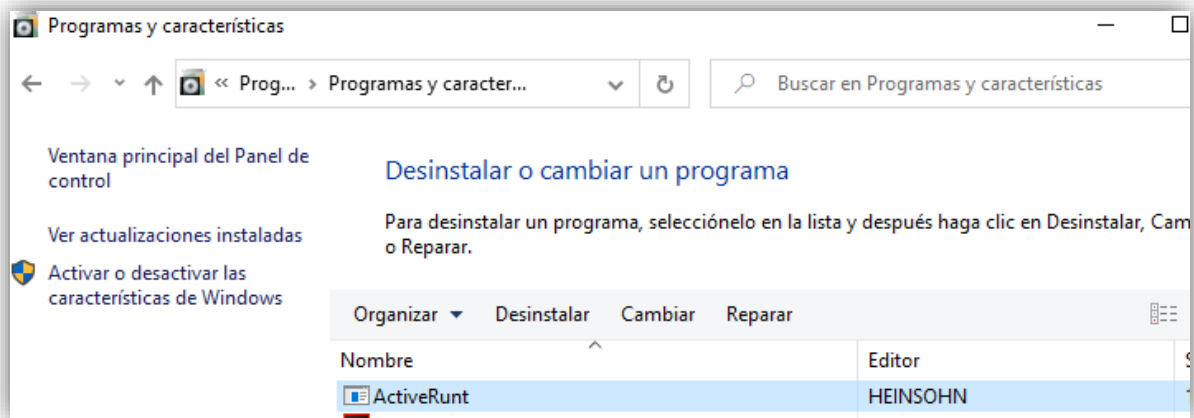 Programas y características
« Prog... > Programas y caracter...
Buscar en Programas y características
Ventana principal del Panel de
control
Ver actualizaciones instaladas
Activar o desactivar las
características de Windows
Desinstalar o cambiar un programa
Para desinstalar un programa, selecciónelo en la lista y después haga clic en Desinstalar, Cam
o Reparar.
Organizar Desinstalar Cambiar Reparar
Nombre Editor
ActiveRunt HEINSOHN